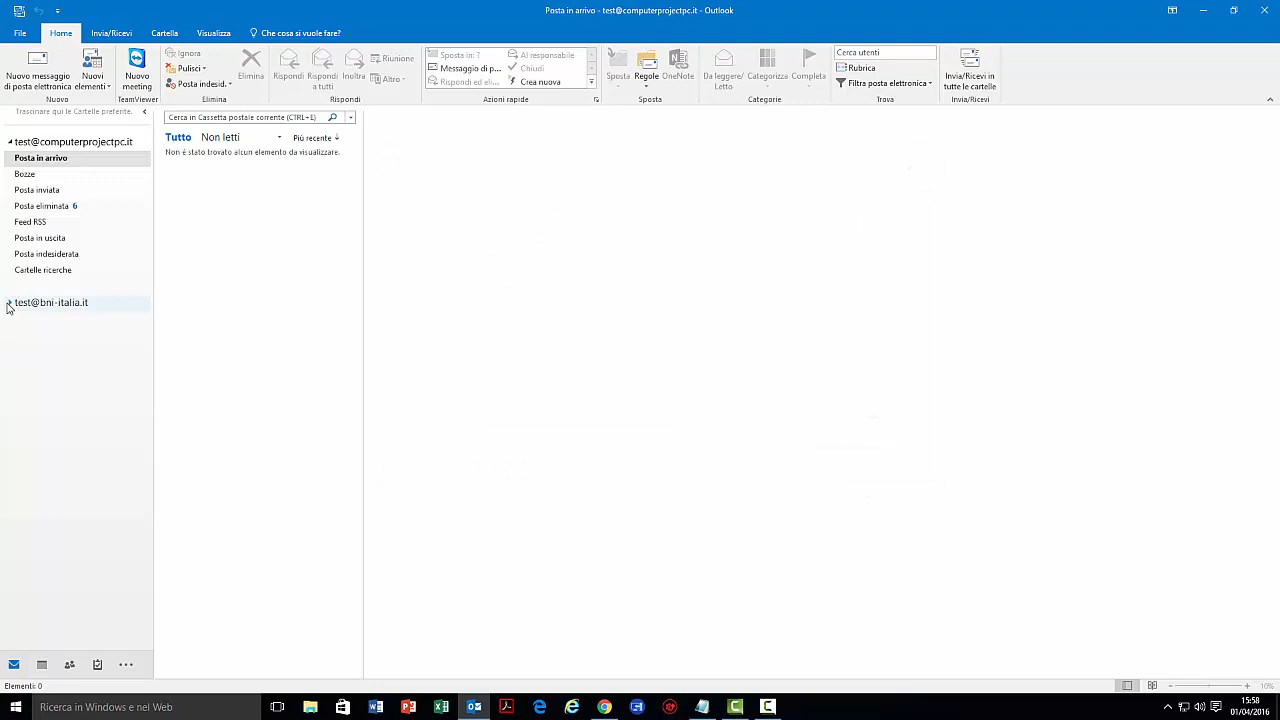 Posta in arrivo - test@computerprojectpc.it - Outlook
File Home Invia/Ricevi Cartella Visualizza Che cosa si vuole fare?
Nuovo messaggio di posta elettronica
Nuovi elementi
Nuovo
Nuovo meeting
TeamViewer
Ignora
Pulisci
Posta indesid.
Elimina
Elimina
Rispondi
Rispondi a tutti
Inoltra
Riunione
Altro
Rispondi
Sposta in: ?
Messaggio di p...
Rispondi ed eli...
Al responsabile
Chiudi
Crea nuova
Azioni rapide
Sposta
Regole
OneNote
Sposta
Da leggere/ Letto
Categorizza
Completa
Categorie
Cerca utenti
Rubrica
Filtra posta elettronica
Trova
Invia/Ricevi in tutte le cartelle
Invia/Ricevi
Trascinare qui le Cartelle preferite.
test@computerprojectpc.it
Posta in arrivo
Bozze
Posta inviata
Posta eliminata 6
Feed RSS
Posta in uscita
Posta indesiderata
Cartelle ricerche
test@bni-italia.it
Cerca in Cassetta postale corrente (CTRL+E)
Tutto Non letti Più recente
Non è stato trovato alcun elemento da visualizzare.
Elementi: 0
10%
Ricerca in Windows e nel Web
15:58
01/04/2016